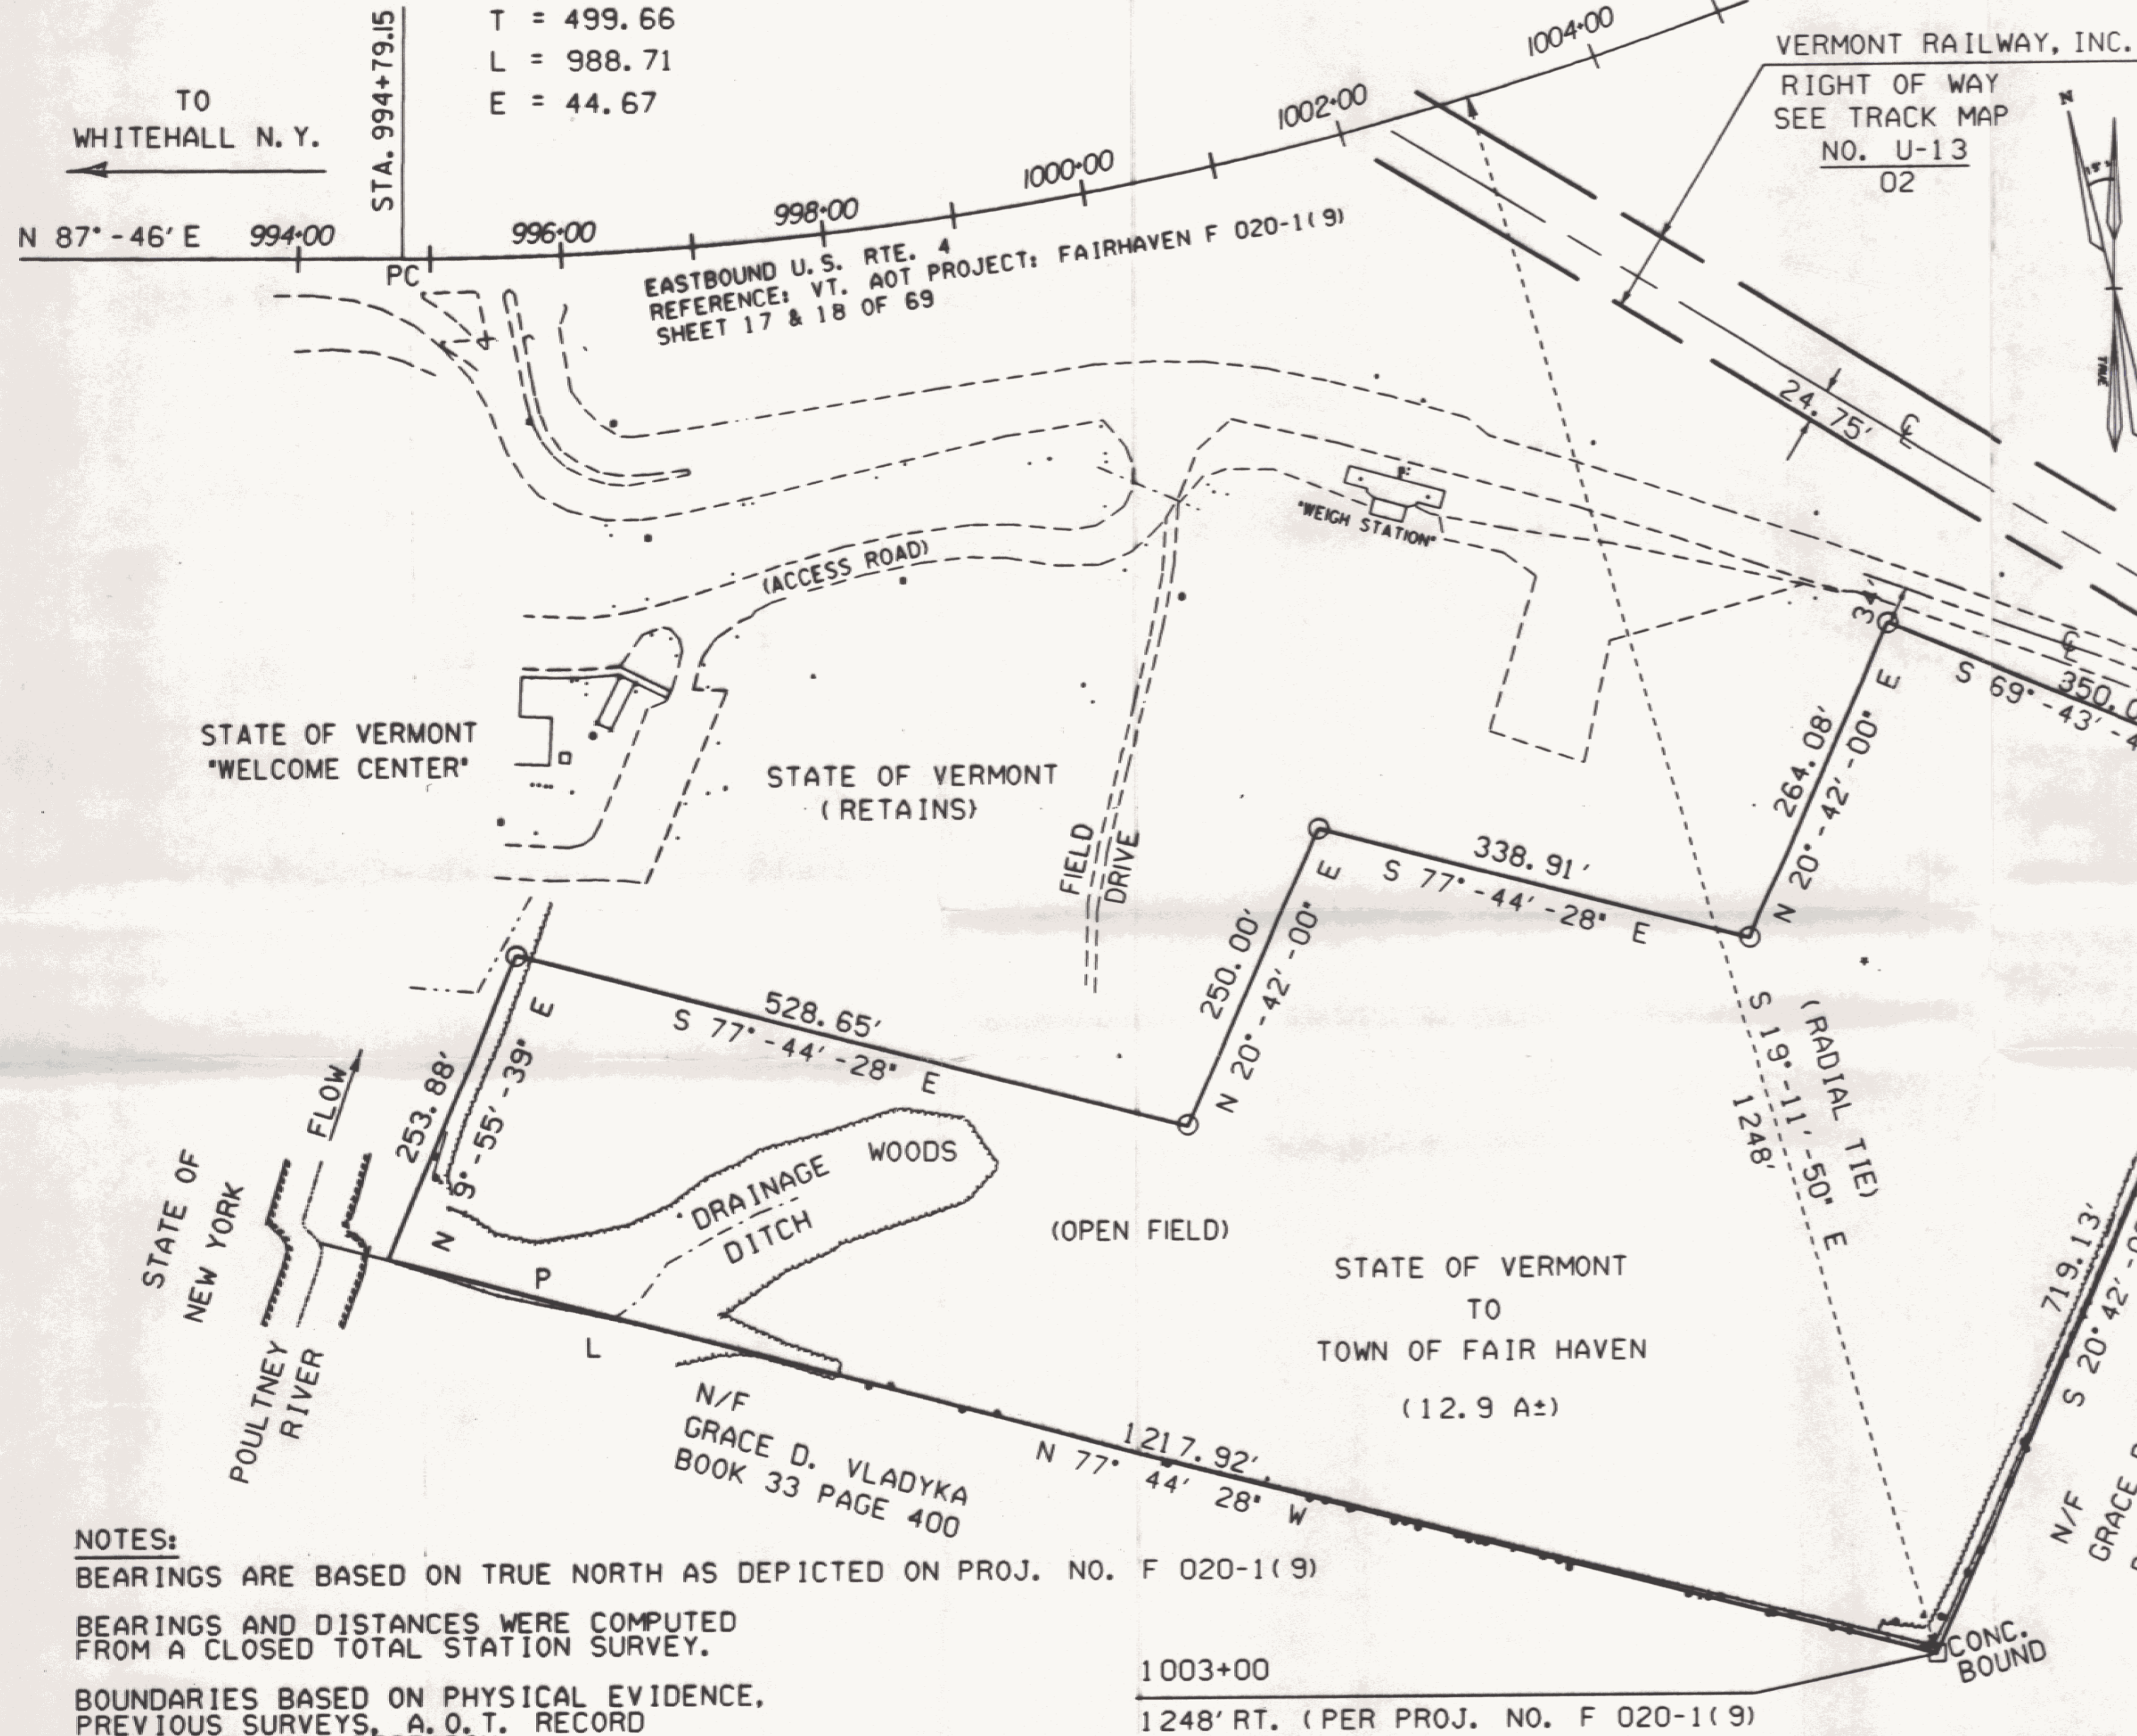 T = 499.66
L = 988.71
E = 44.67
STA. 994+79.15
TO
WHITEHALL N.Y.
N 87°-46' E
994+00
PC
996+00
998+00
1000+00
1002+00
1004+00
EASTBOUND U.S. RTE. 4
REFERENCE: VT. AOT PROJECT: FAIRHAVEN F 020-1(9)
SHEET 17 & 18 OF 69
VERMONT RAILWAY, INC.
RIGHT OF WAY
SEE TRACK MAP
NO. U-13
02
N
TRUE
24.75'
℄
"WEIGH STATION"
(ACCESS ROAD)
34'
℄
350.0
S 69°-43'-4
264.08'
N 20°-42'-00" E
STATE OF VERMONT
"WELCOME CENTER"
STATE OF VERMONT
(RETAINS)
FIELD
DRIVE
338.91'
S 77°-44'-28" E
250.00'
N 20°-42'-00" E
528.65'
S 77°-44'-28" E
253.88'
N 19°-55'-39" E
FLOW
STATE OF
NEW YORK
POULTNEY
RIVER
WOODS
DRAINAGE
DITCH
(OPEN FIELD)
(RADIAL TIE)
S 19°-11'-50" E
1248'
STATE OF VERMONT
TO
TOWN OF FAIR HAVEN
(12.9 A±)
719.13'
S 20°42'-0
P
L
N/F
GRACE D. VLADYKA
BOOK 33 PAGE 400
1217.92'
N 77° 44' 28" W
N/F
GRACE
CONC.
BOUND
1003+00
1248' RT. (PER PROJ. NO. F 020-1(9)
NOTES:
BEARINGS ARE BASED ON TRUE NORTH AS DEPICTED ON PROJ. NO. F 020-1(9)
BEARINGS AND DISTANCES WERE COMPUTED
FROM A CLOSED TOTAL STATION SURVEY.
BOUNDARIES BASED ON PHYSICAL EVIDENCE,
PREVIOUS SURVEYS, A.O.T. RECORD